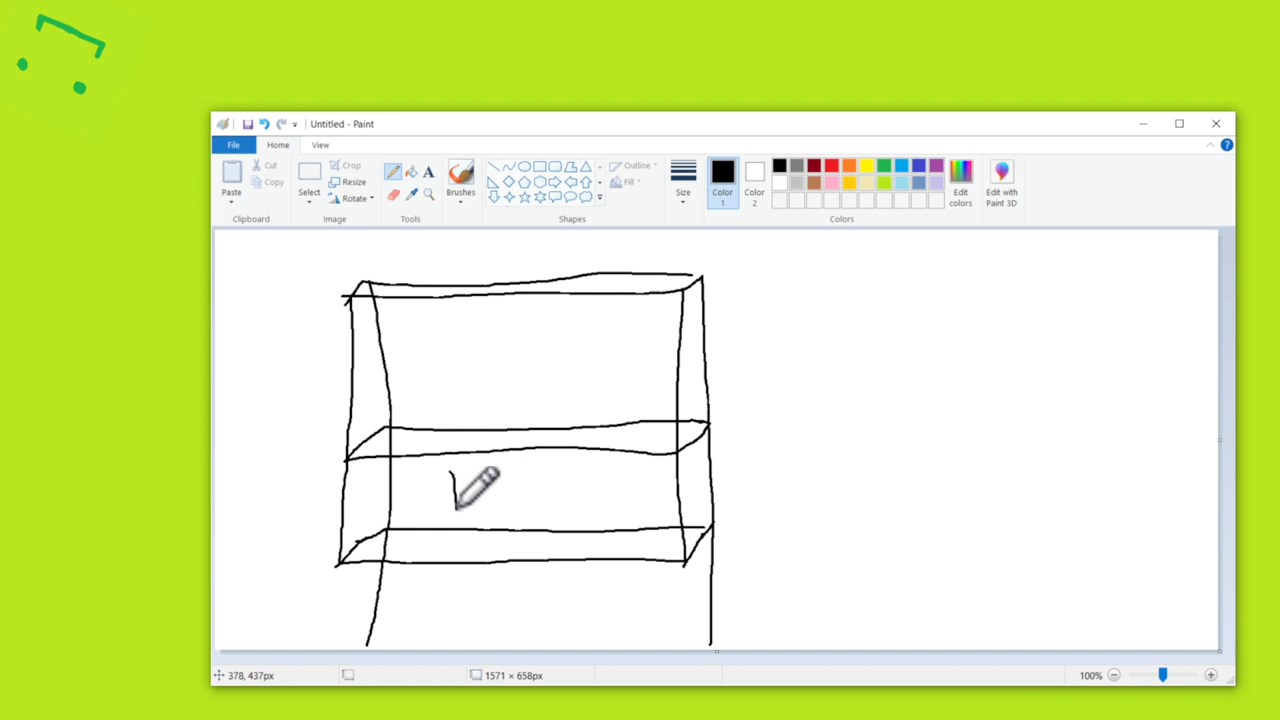 Untitled - Paint
File Home View
Paste
Cut
Copy
Clipboard
Select
Crop
Resize
Rotate
Image
A
Tools
Brushes
Shapes
Outline
Fill
Size
Color 1
Color 2
Colors
Edit colors
Edit with Paint 3D
378, 437px
1571 × 658px
100%